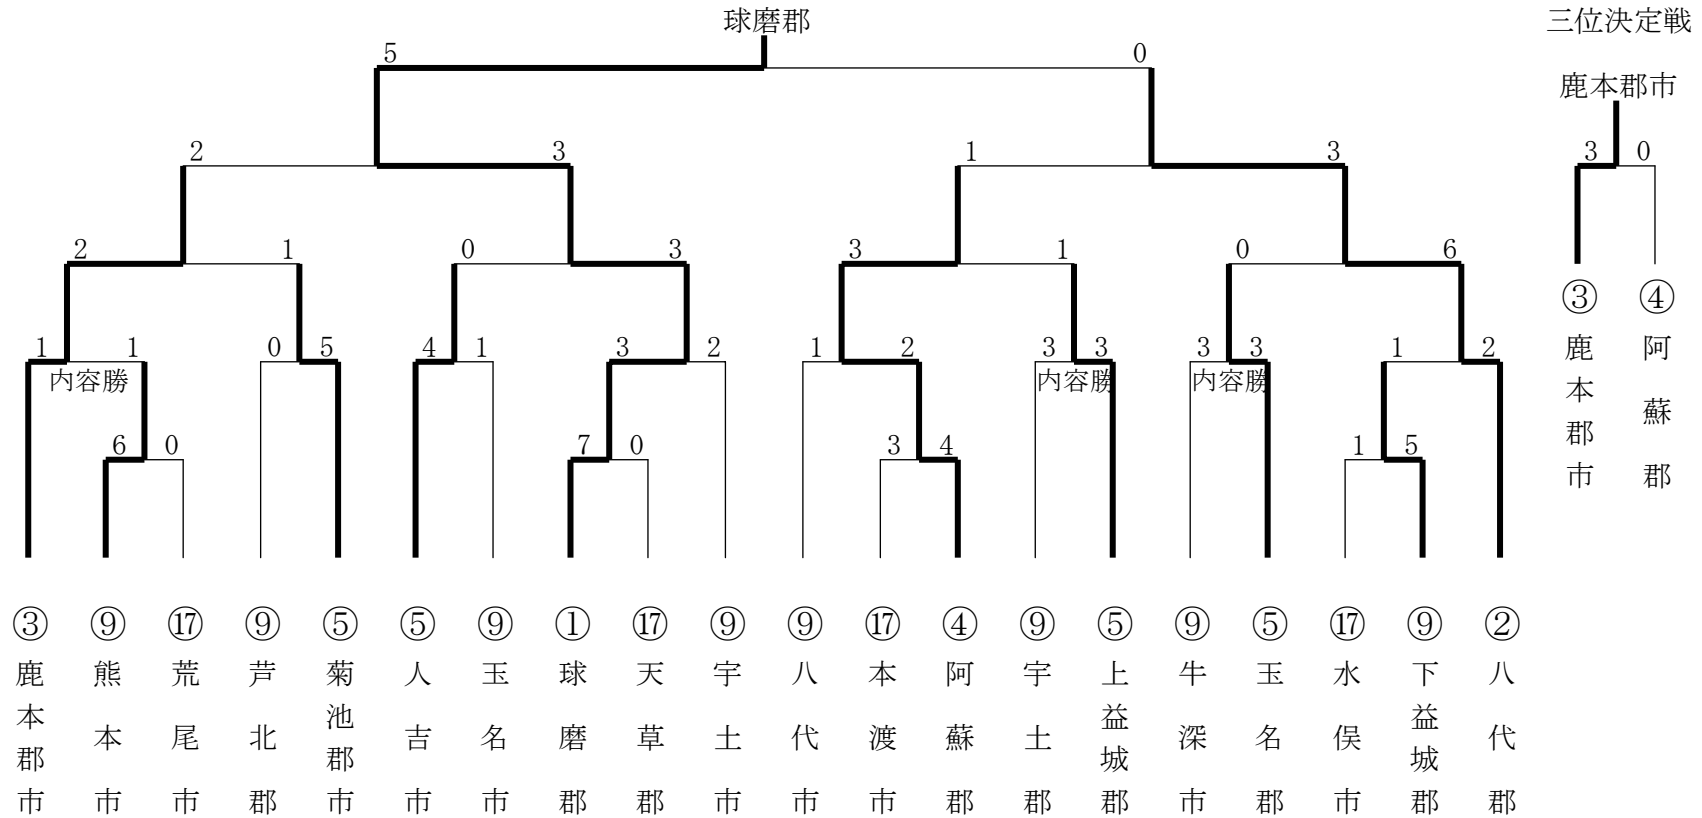 球磨郡
三位決定戦
5 0
鹿本郡市
2 3 1 3
3 0
2 1 0 3 3 1 0 6
③ ④
鹿本郡市
阿蘇郡
1 1 0 5 4 1 3 2 1 2 3 3 3 3 1 2
内容勝 内容勝 内容勝
6 0 7 0 3 4 1 5
③ ⑨ ⑰ ⑨ ⑤ ⑤ ⑨ ① ⑰ ⑨ ⑨ ⑰ ④ ⑨ ⑤ ⑨ ⑤ ⑰ ⑨ ②
鹿本郡市
熊本市
荒尾市
芦北郡
菊池郡市
人吉市
玉名市
球磨郡
天草郡
宇土市
八代市
本渡市
阿蘇郡
宇土郡
上益城郡
牛深市
玉名郡
水俣市
下益城郡
八代郡